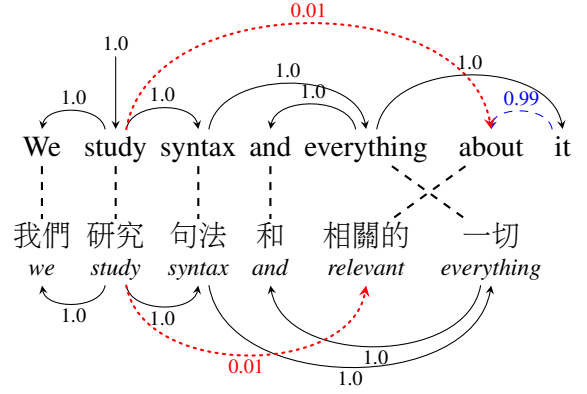 0.01
1.0
1.0 1.0 1.0 1.0 1.0 0.99
We study syntax and everything about it
我們 研究 句法 和 相關的 一切
we study syntax and relevant everything
1.0 1.0 0.01 1.0
1.0